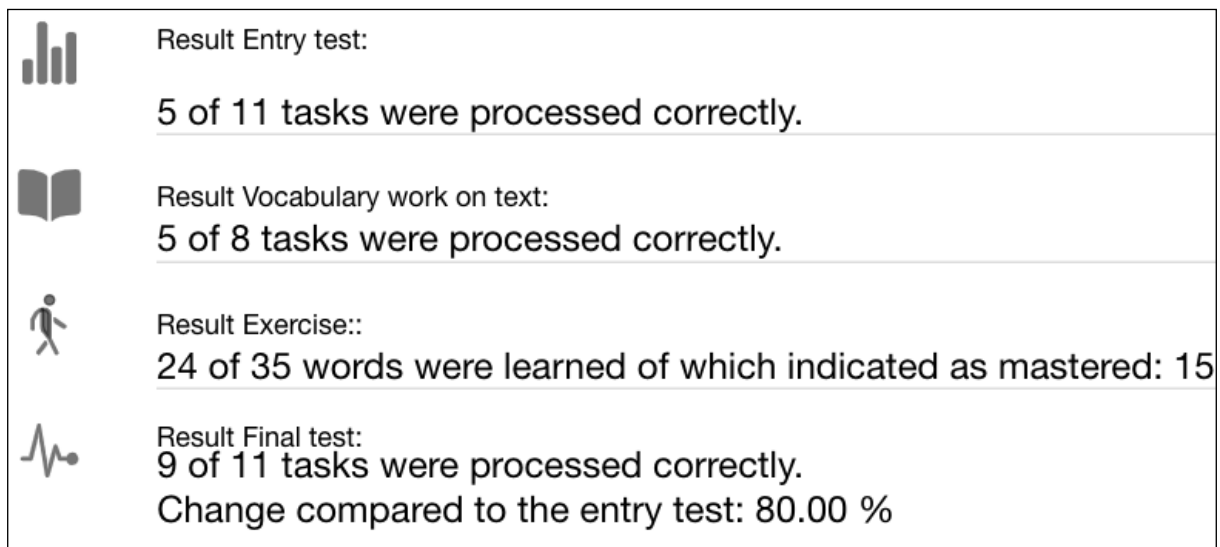 Result Entry test:
5 of 11 tasks were processed correctly.
Result Vocabulary work on text:
5 of 8 tasks were processed correctly.
Result Exercise::
24 of 35 words were learned of which indicated as mastered: 15
Result Final test:
9 of 11 tasks were processed correctly.
Change compared to the entry test: 80.00 %